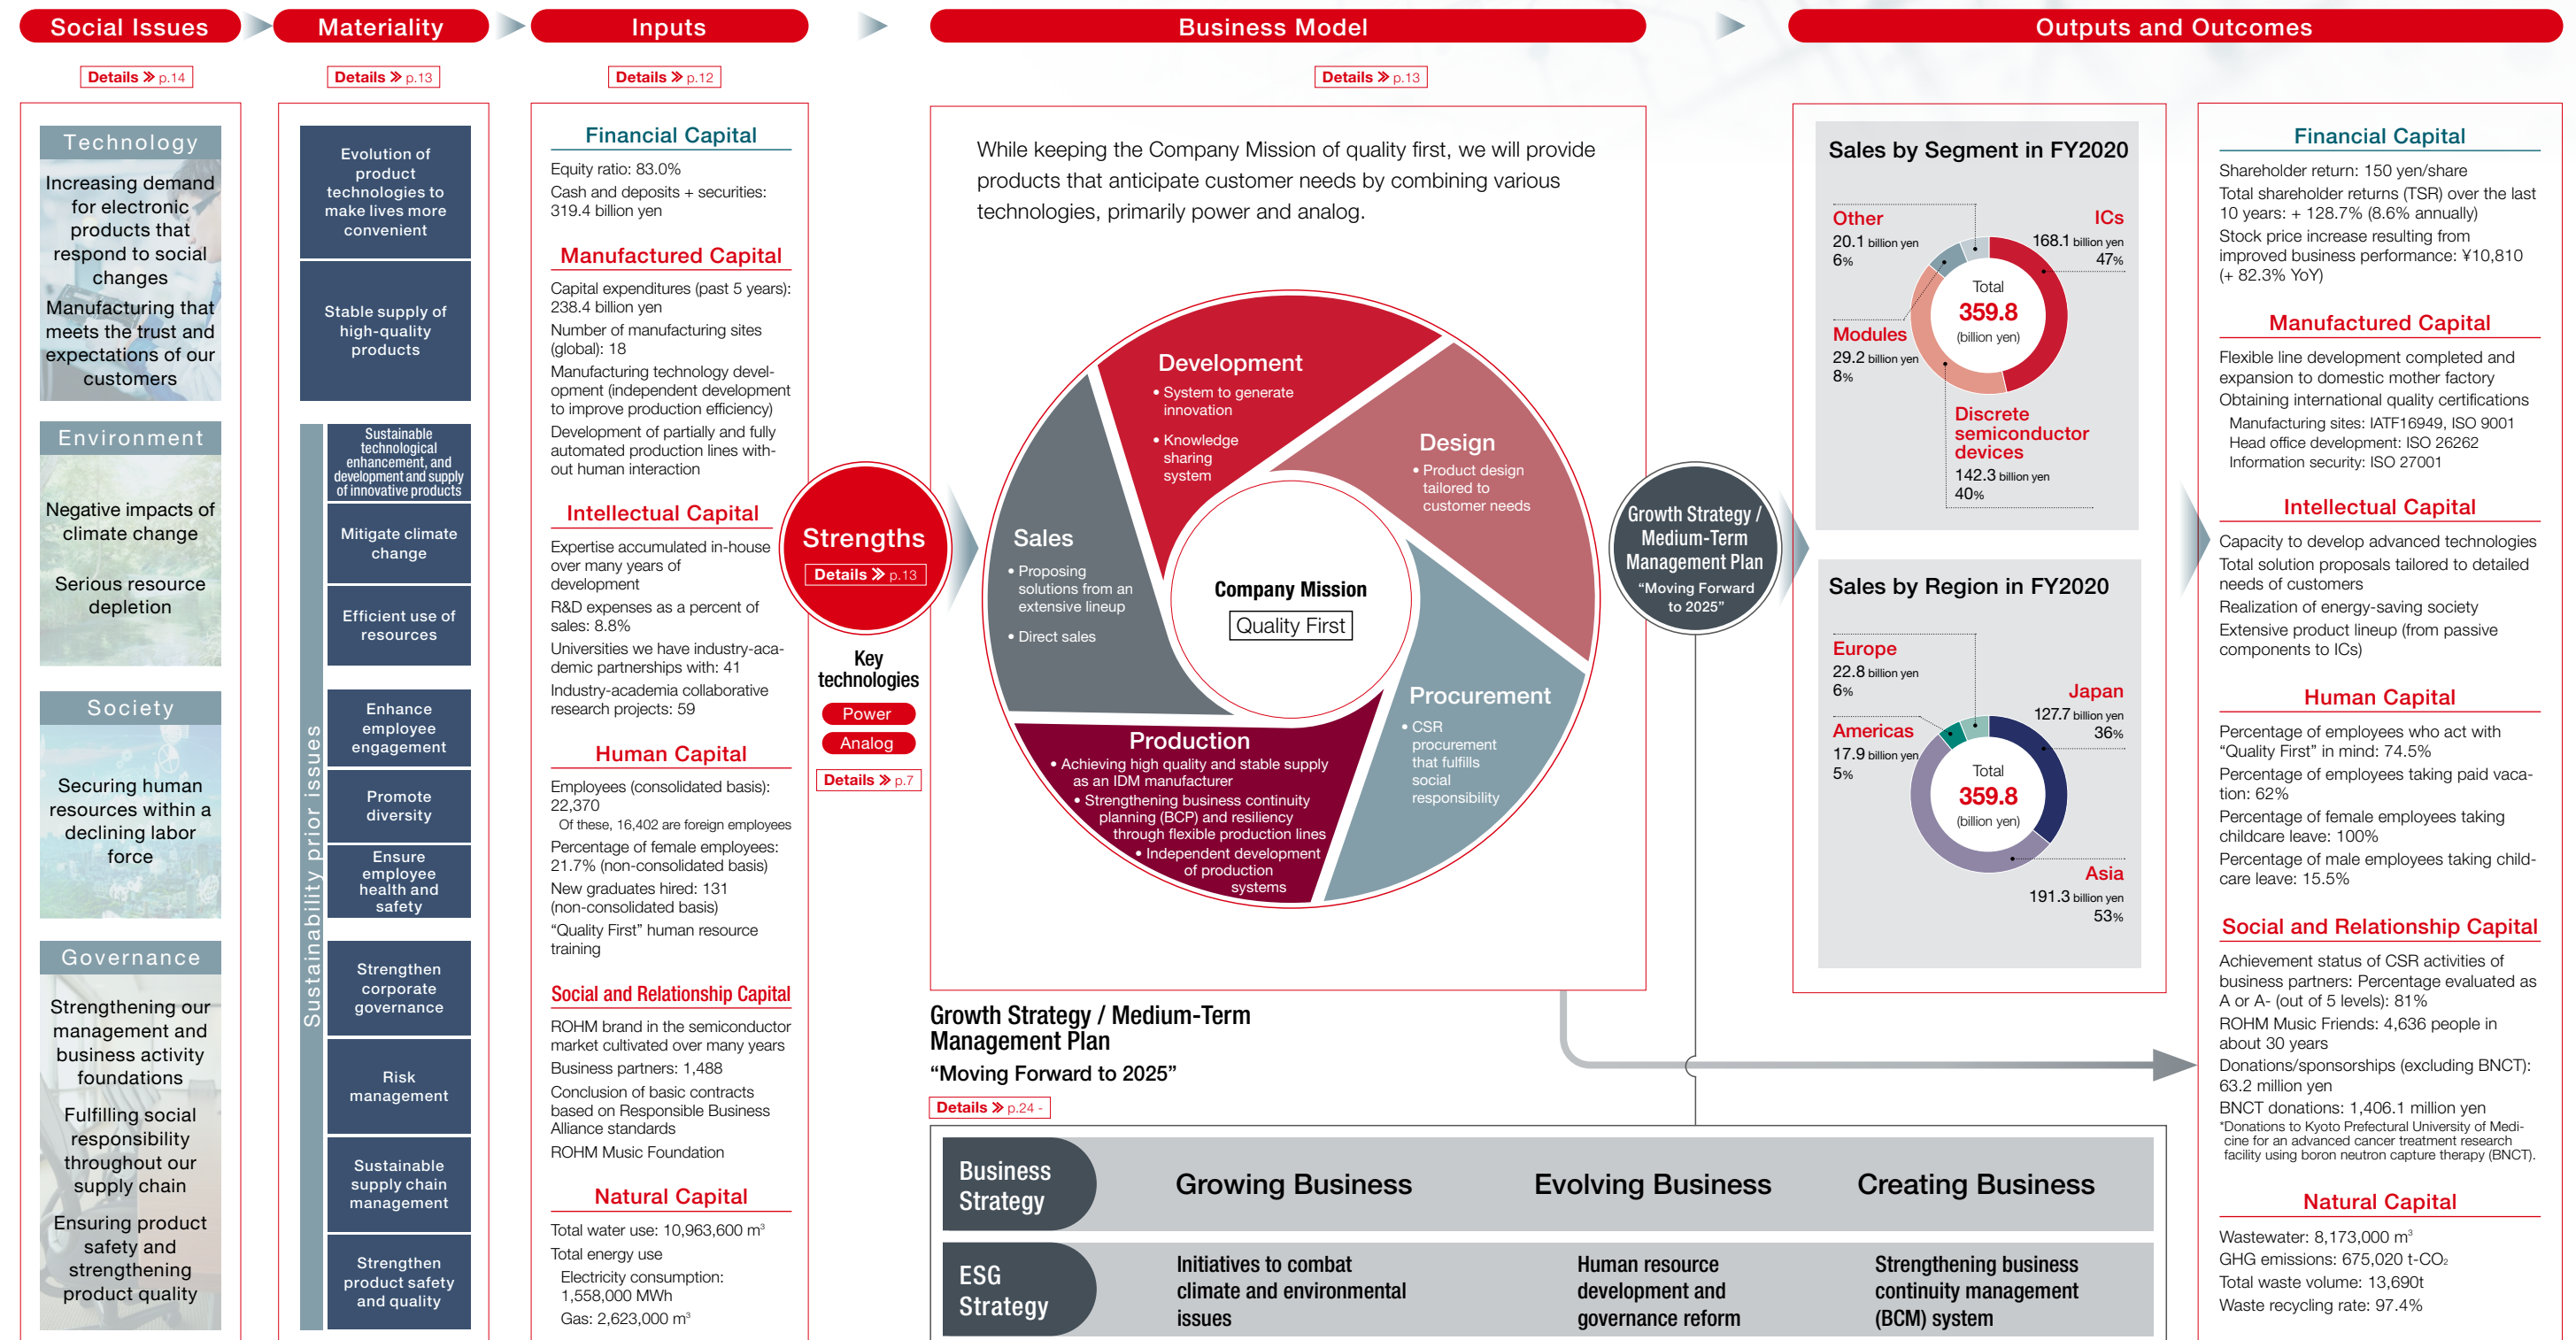 Social Issues
Details ≫ p.14
Technology
Increasing demand
for electronic
products that
respond to social
changes
Manufacturing that
meets the trust and
expectations of our
customers
Environment
Negative impacts of
climate change
Serious resource
depletion
Society
Securing human
resources within a
declining labor
force
Governance
Strengthening our
management and
business activity
foundations
Fulfilling social
responsibility
throughout our
supply chain
Ensuring product
safety and
strengthening
product quality
Materiality
Details ≫ p.13
Evolution of
product
technologies to
make lives more
convenient
Stable supply of
high-quality
products
Sustainability prior issues
Sustainable
technological
enhancement, and
development and supply
of innovative products
Mitigate climate
change
Efficient use of
resources
Enhance
employee
engagement
Promote
diversity
Ensure
employee
health and
safety
Strengthen
corporate
governance
Risk
management
Sustainable
supply chain
management
Strengthen
product safety
and quality
Inputs
Details ≫ p.12
Financial Capital
Equity ratio: 83.0%
Cash and deposits + securities:
319.4 billion yen
Manufactured Capital
Capital expenditures (past 5 years):
238.4 billion yen
Number of manufacturing sites
(global): 18
Manufacturing technology devel-
opment (independent development
to improve production efficiency)
Development of partially and fully
automated production lines with-
out human interaction
Intellectual Capital
Expertise accumulated in-house
over many years of
development
R&D expenses as a percent of
sales: 8.8%
Universities we have industry-aca-
demic partnerships with: 41
Industry-academia collaborative
research projects: 59
Human Capital
Employees (consolidated basis):
22,370
Of these, 16,402 are foreign employees
Percentage of female employees:
21.7% (non-consolidated basis)
New graduates hired: 131
(non-consolidated basis)
“Quality First” human resource
training
Social and Relationship Capital
ROHM brand in the semiconductor
market cultivated over many years
Business partners: 1,488
Conclusion of basic contracts
based on Responsible Business
Alliance standards
ROHM Music Foundation
Natural Capital
Total water use: 10,963,600 m³
Total energy use
Electricity consumption:
1,558,000 MWh
Gas: 2,623,000 m³
Strengths
Details ≫ p.13
Key
technologies
Power
Analog
Details ≫ p.7
Business Model
Details ≫ p.13
While keeping the Company Mission of quality first, we will provide
products that anticipate customer needs by combining various
technologies, primarily power and analog.
Development
• System to generate
innovation
• Knowledge
sharing
system
Design
• Product design
tailored to
customer needs
Sales
• Proposing
solutions from an
extensive lineup
• Direct sales
Company Mission
Quality First
Procurement
• CSR
procurement
that fulfills
social
responsibility
Production
• Achieving high quality and stable supply
as an IDM manufacturer
• Strengthening business continuity
planning (BCP) and resiliency
through flexible production lines
• Independent development
of production
systems
Growth Strategy /
Medium-Term
Management Plan
“Moving Forward
to 2025”
Growth Strategy / Medium-Term
Management Plan
“Moving Forward to 2025”
Details ≫ p.24 -
Business
Strategy
Growing Business
Evolving Business
Creating Business
ESG
Strategy
Initiatives to combat
climate and environmental
issues
Human resource
development and
governance reform
Strengthening business
continuity management
(BCM) system
Outputs and Outcomes
Sales by Segment in FY2020
Other
20.1 billion yen
6%
ICs
168.1 billion yen
47%
Total
359.8
(billion yen)
Modules
29.2 billion yen
8%
Discrete
semiconductor
devices
142.3 billion yen
40%
Sales by Region in FY2020
Europe
22.8 billion yen
6%
Japan
127.7 billion yen
36%
Americas
17.9 billion yen
5%
Total
359.8
(billion yen)
Asia
191.3 billion yen
53%
Financial Capital
Shareholder return: 150 yen/share
Total shareholder returns (TSR) over the last
10 years: + 128.7% (8.6% annually)
Stock price increase resulting from
improved business performance: ¥10,810
(+ 82.3% YoY)
Manufactured Capital
Flexible line development completed and
expansion to domestic mother factory
Obtaining international quality certifications
Manufacturing sites: IATF16949, ISO 9001
Head office development: ISO 26262
Information security: ISO 27001
Intellectual Capital
Capacity to develop advanced technologies
Total solution proposals tailored to detailed
needs of customers
Realization of energy-saving society
Extensive product lineup (from passive
components to ICs)
Human Capital
Percentage of employees who act with
“Quality First” in mind: 74.5%
Percentage of employees taking paid vaca-
tion: 62%
Percentage of female employees taking
childcare leave: 100%
Percentage of male employees taking child-
care leave: 15.5%
Social and Relationship Capital
Achievement status of CSR activities of
business partners: Percentage evaluated as
A or A- (out of 5 levels): 81%
ROHM Music Friends: 4,636 people in
about 30 years
Donations/sponsorships (excluding BNCT):
63.2 million yen
BNCT donations: 1,406.1 million yen
*Donations to Kyoto Prefectural University of Medi-
cine for an advanced cancer treatment research
facility using boron neutron capture therapy (BNCT).
Natural Capital
Wastewater: 8,173,000 m³
GHG emissions: 675,020 t-CO₂
Total waste volume: 13,690t
Waste recycling rate: 97.4%